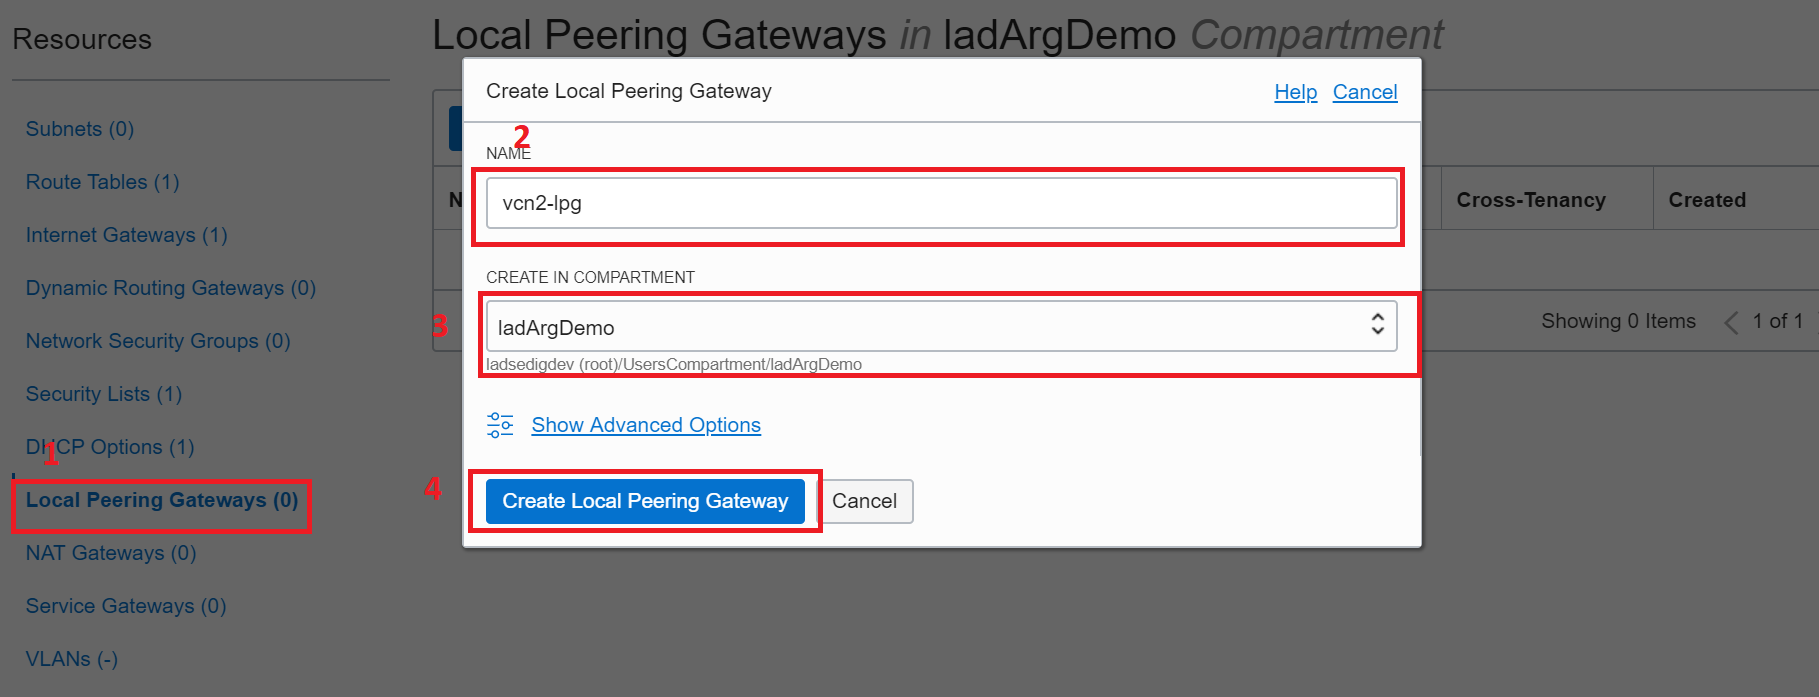 Resources
Subnets (0)
Route Tables (1)
Internet Gateways (1)
Dynamic Routing Gateways (0)
Network Security Groups (0)
Security Lists (1)
DHCP Options (1)
1
Local Peering Gateways (0)
NAT Gateways (0)
Service Gateways (0)
VLANs (-)
Local Peering Gateways in ladArgDemo Compartment
Create Local Peering Gateway
Help Cancel
2
NAME
vcn2-lpg
CREATE IN COMPARTMENT
3
ladArgDemo
ladsedigdev (root)/UsersCompartment/ladArgDemo
Show Advanced Options
4
Create Local Peering Gateway
Cancel
N
Cross-Tenancy
Created
Showing 0 Items
1 of 1